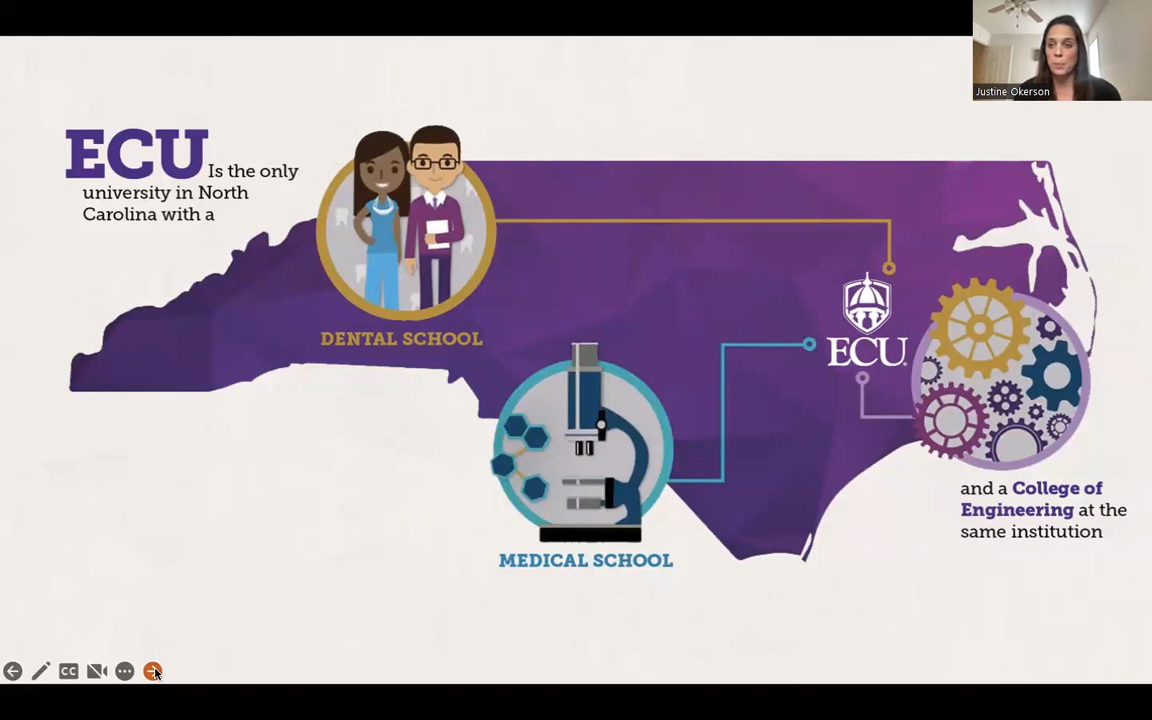 Justine Okerson
ECU Is the only
university in North
Carolina with a
DENTAL SCHOOL
ECU
MEDICAL SCHOOL
and a College of
Engineering at the
same institution
CC